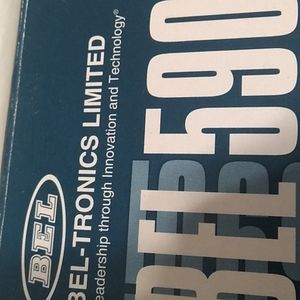 BEL
BEL-TRONICS LIMITED
Leadership through Innovation and Technology®
BEL 590